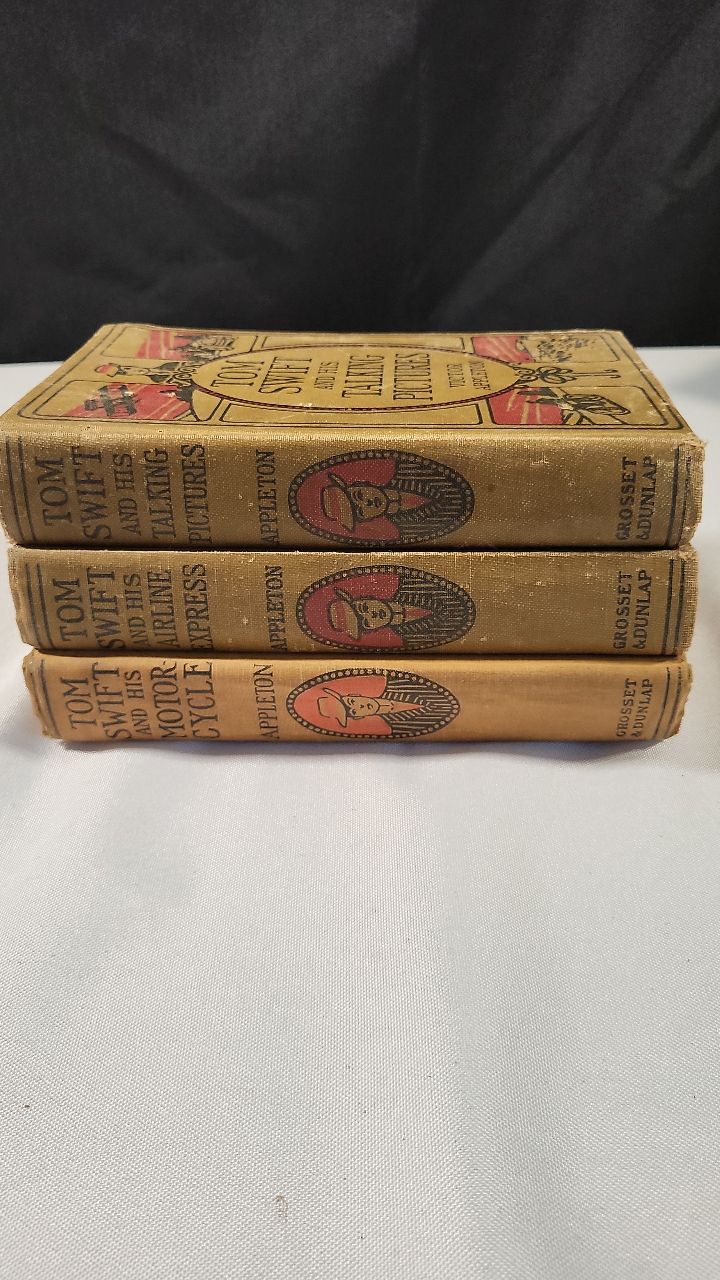 TOM
SWIFT
AND HIS
TALKING
PICTURES
VICTOR
APPLETON
TOM
SWIFT
AND HIS
TALKING
PICTURES
APPLETON
GROSSET
& DUNLAP
TOM
SWIFT
AND HIS
AIRLINE
EXPRESS
APPLETON
GROSSET
& DUNLAP
TOM
SWIFT
AND HIS
MOTOR-
CYCLE
APPLETON
GROSSET
& DUNLAP